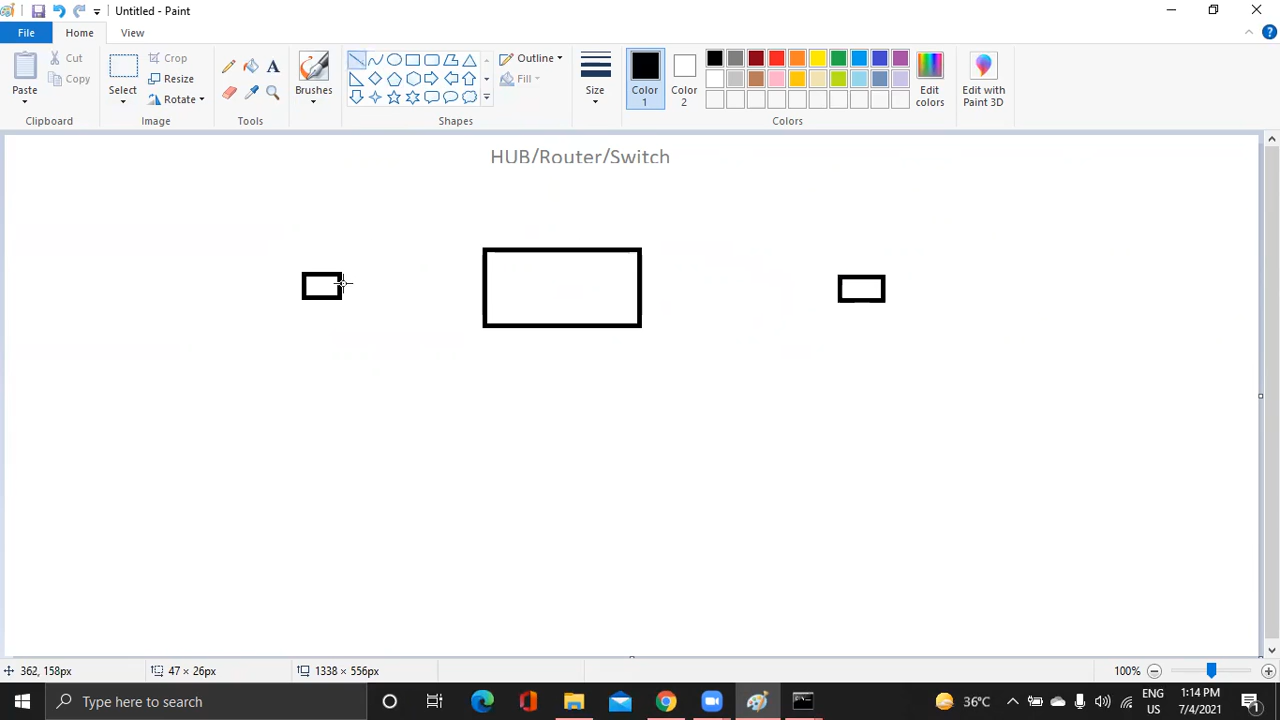 Untitled - Paint
File
Home
View
Paste
Cut
Copy
Clipboard
Select
Crop
Resize
Rotate
Image
A
Tools
Brushes
Outline
Fill
Shapes
Size
Color
1
Color
2
Edit
colors
Colors
Edit with
Paint 3D
HUB/Router/Switch
362, 158px
47 × 26px
1338 × 556px
100%
Type here to search
36°C
ENG
US
1:14 PM
7/4/2021
1